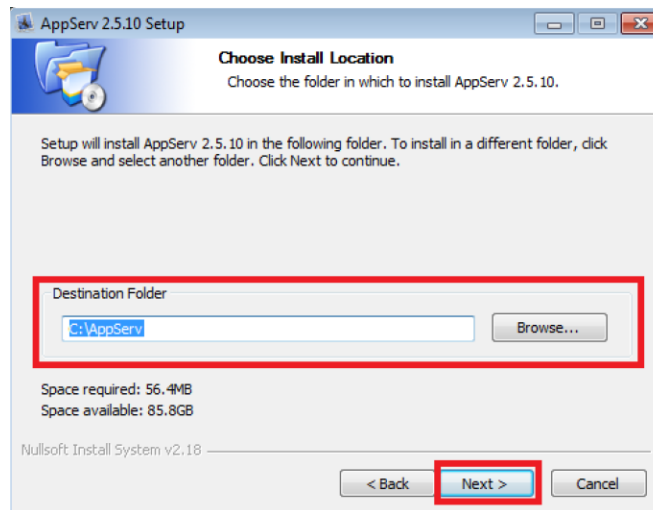 AppServ 2.5.10 Setup
Choose Install Location
Choose the folder in which to install AppServ 2.5.10.
Setup will install AppServ 2.5.10 in the following folder. To install in a different folder, click
Browse and select another folder. Click Next to continue.
Destination Folder
C:\AppServ
Browse...
Space required: 56.4MB
Space available: 85.8GB
Nullsoft Install System v2.18
< Back
Next >
Cancel